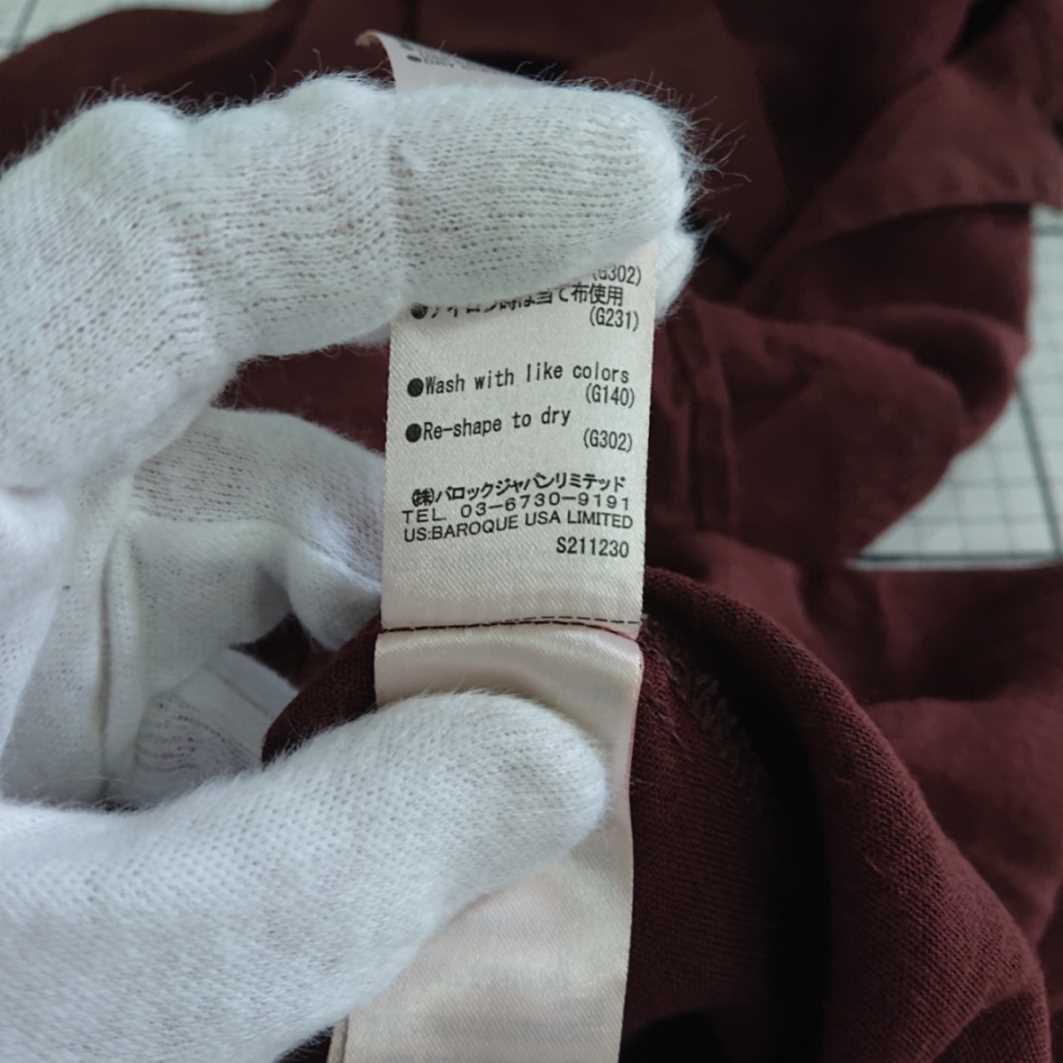 (G302)
●アイロン時は当て布使用
(G231)
●Wash with like colors
(G140)
●Re-shape to dry
(G302)
㈱バロックジャパンリミテッド
TEL. 03-6730-9191
US:BAROQUE USA LIMITED
S211230